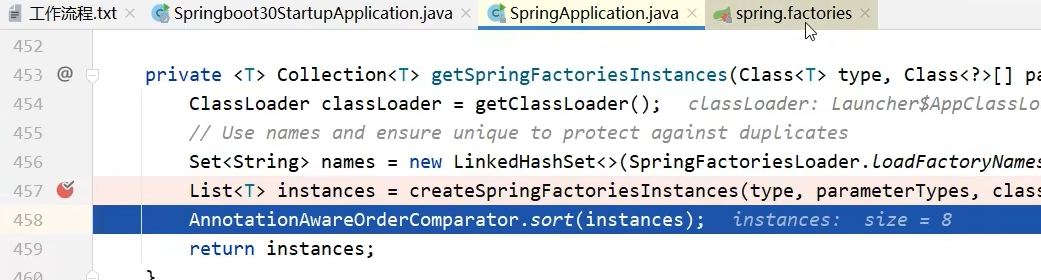 工作流程.txt Springboot30StartupApplication.java SpringApplication.java spring.factories
452
453 @ private <T> Collection<T> getSpringFactoriesInstances(Class<T> type, Class<?>[] pa
454 ClassLoader classLoader = getClassLoader(); classLoader: Launcher$AppClassLo
455 // Use names and ensure unique to protect against duplicates
456 Set<String> names = new LinkedHashSet<>(SpringFactoriesLoader.loadFactoryNames
457 List<T> instances = createSpringFactoriesInstances(type, parameterTypes, class
458 AnnotationAwareOrderComparator.sort(instances); instances: size = 8
459 return instances;
460 }